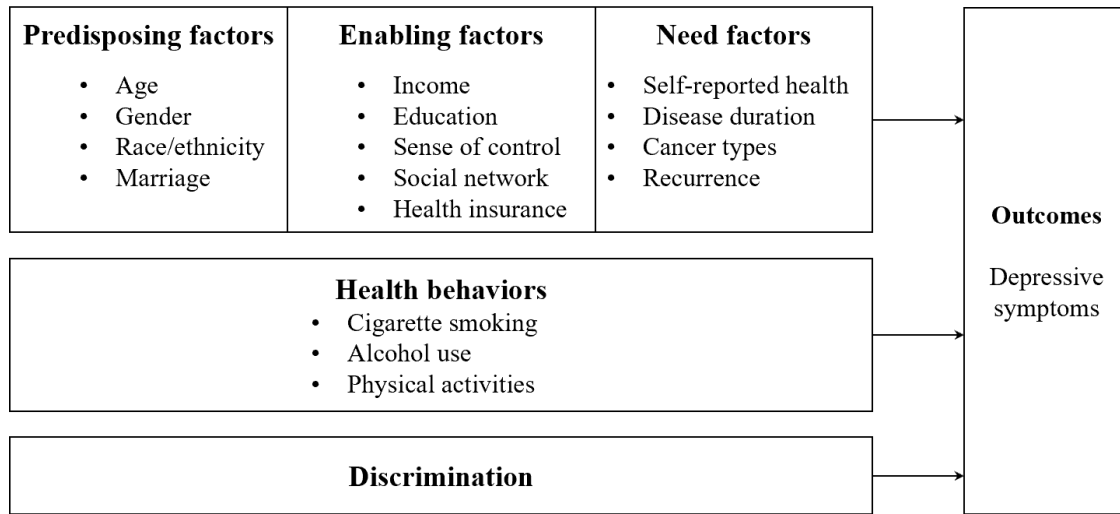 Predisposing factors
• Age
• Gender
• Race/ethnicity
• Marriage
Enabling factors
• Income
• Education
• Sense of control
• Social network
• Health insurance
Need factors
• Self-reported health
• Disease duration
• Cancer types
• Recurrence
Health behaviors
• Cigarette smoking
• Alcohol use
• Physical activities
Discrimination
Outcomes
Depressive
symptoms